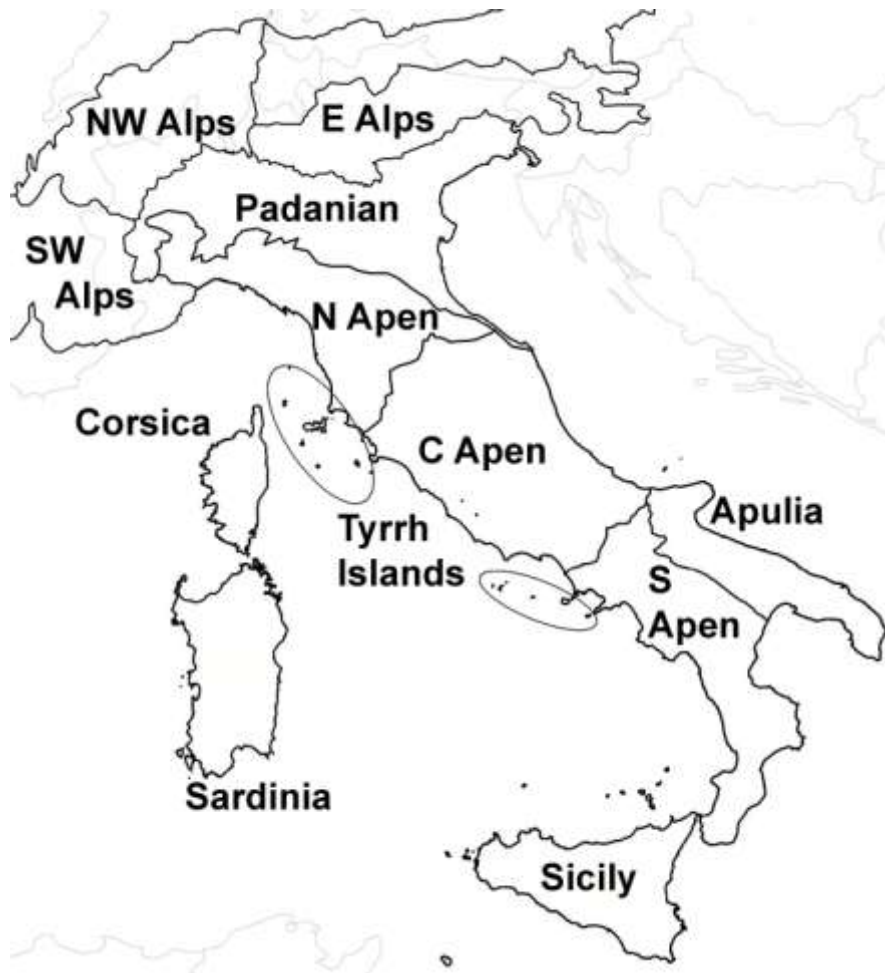 NW Alps
E Alps
Padanian
SW
Alps
N Apen
Corsica
C Apen
Apulia
Tyrrh
Islands
S
Apen
Sardinia
Sicily